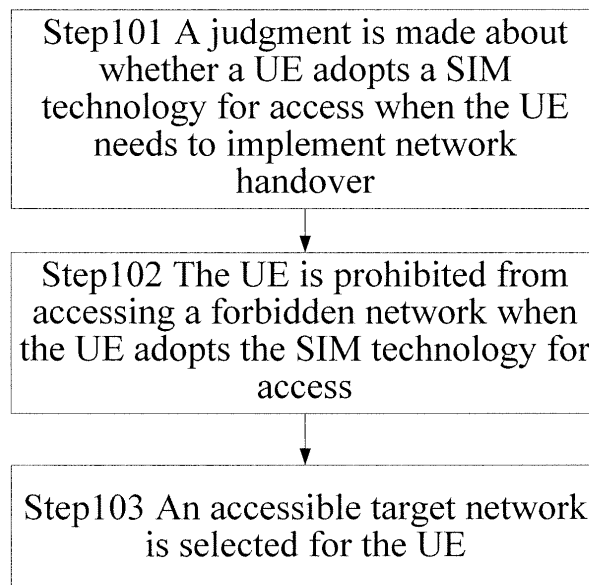 Step101 A judgment is made about
whether a UE adopts a SIM
technology for access when the UE
needs to implement network
handover
Step102 The UE is prohibited from
accessing a forbidden network when
the UE adopts the SIM technology for
access
Step103 An accessible target network
is selected for the UE